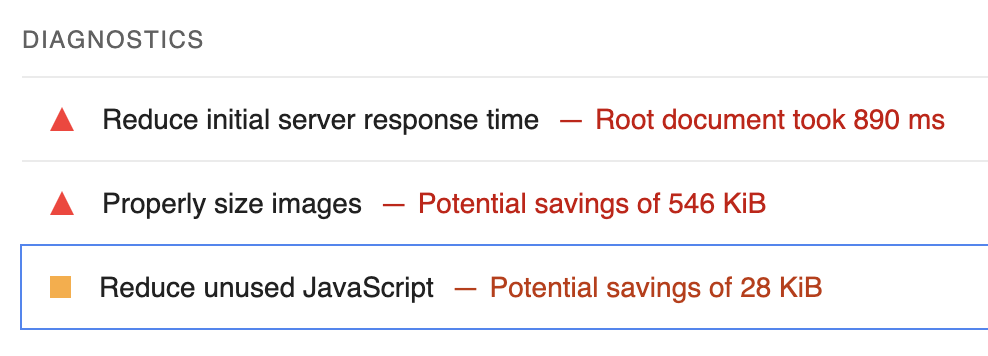 DIAGNOSTICS
Reduce initial server response time — Root document took 890 ms
Properly size images — Potential savings of 546 KiB
Reduce unused JavaScript — Potential savings of 28 KiB